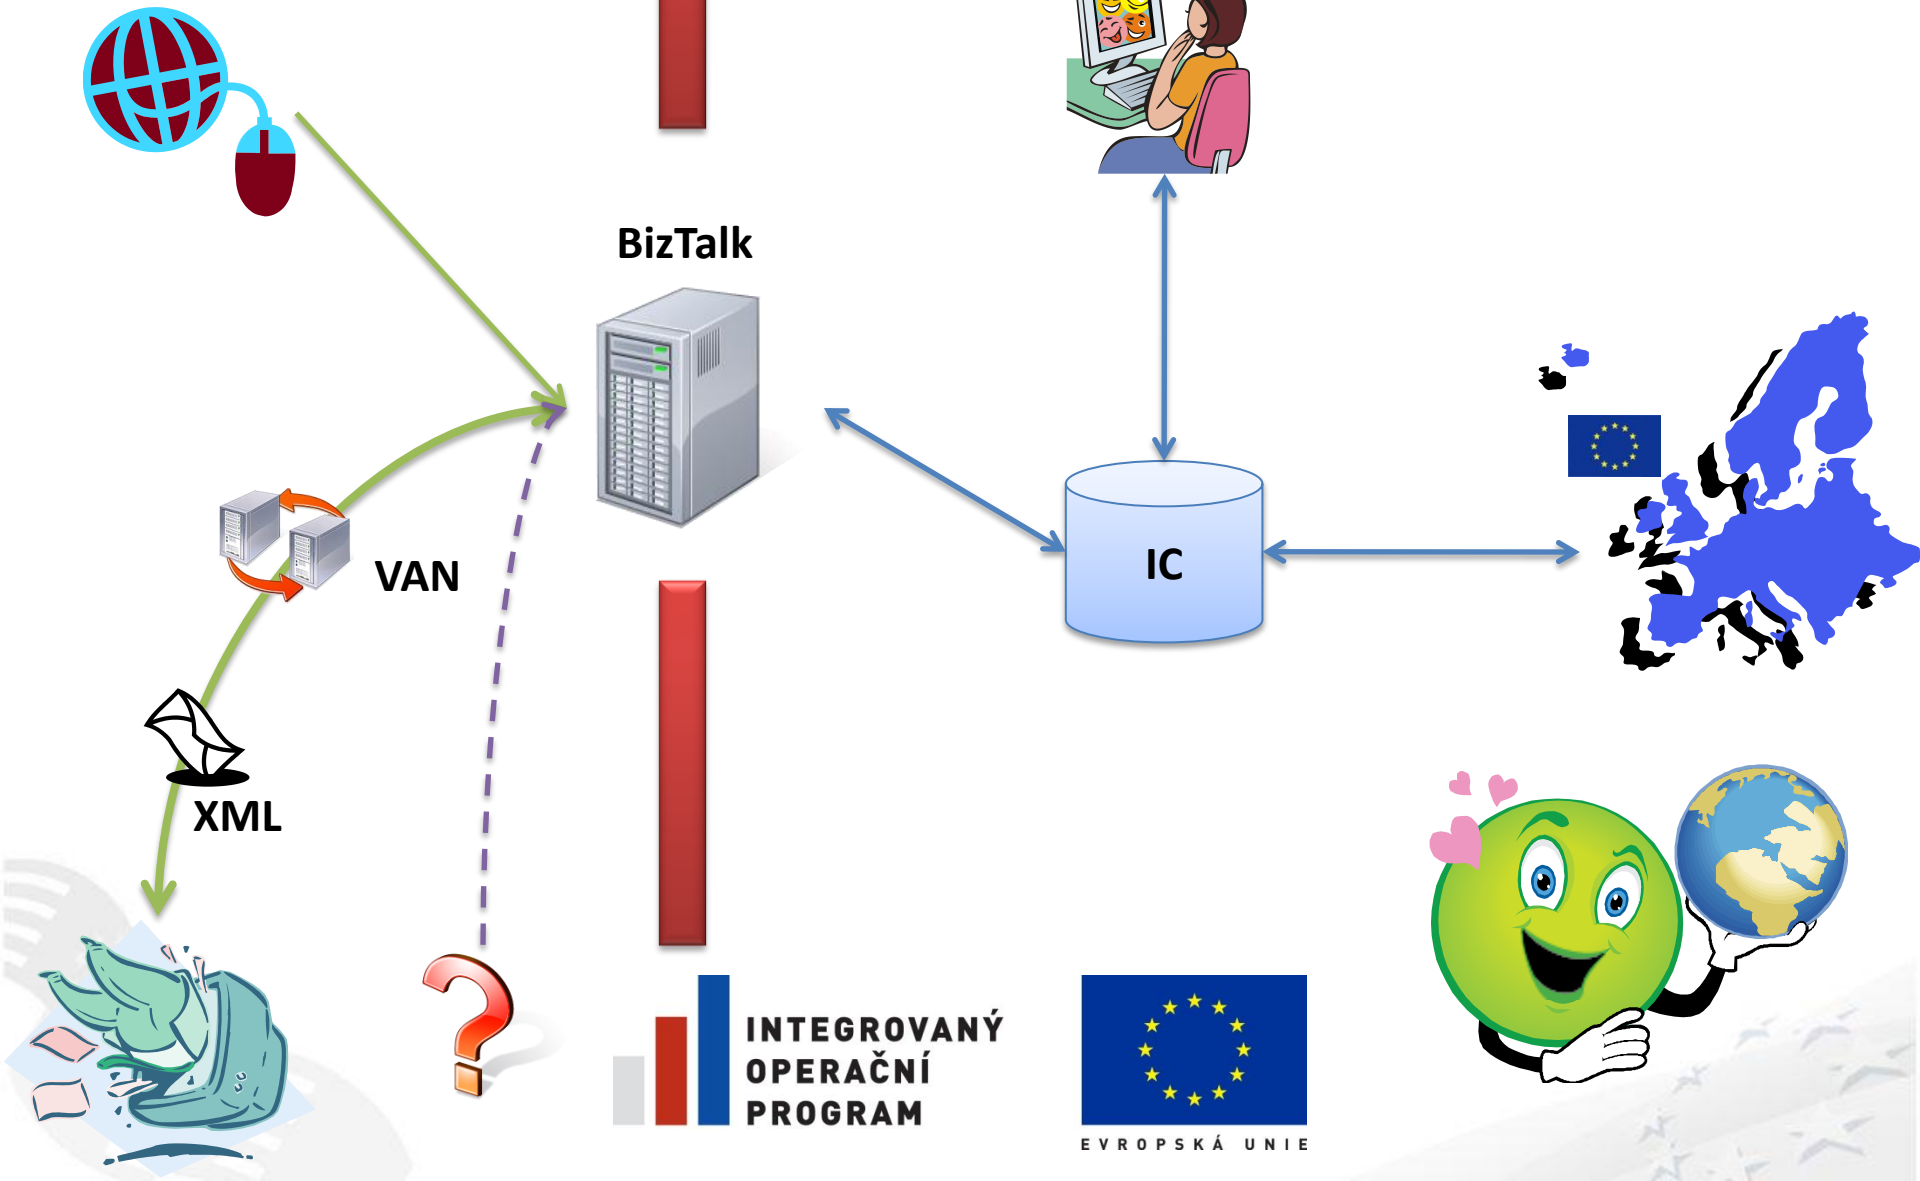 BizTalk
VAN
IC
XML
INTEGROVANÝ
OPERAČNÍ
PROGRAM
EVROPSKÁ UNIE